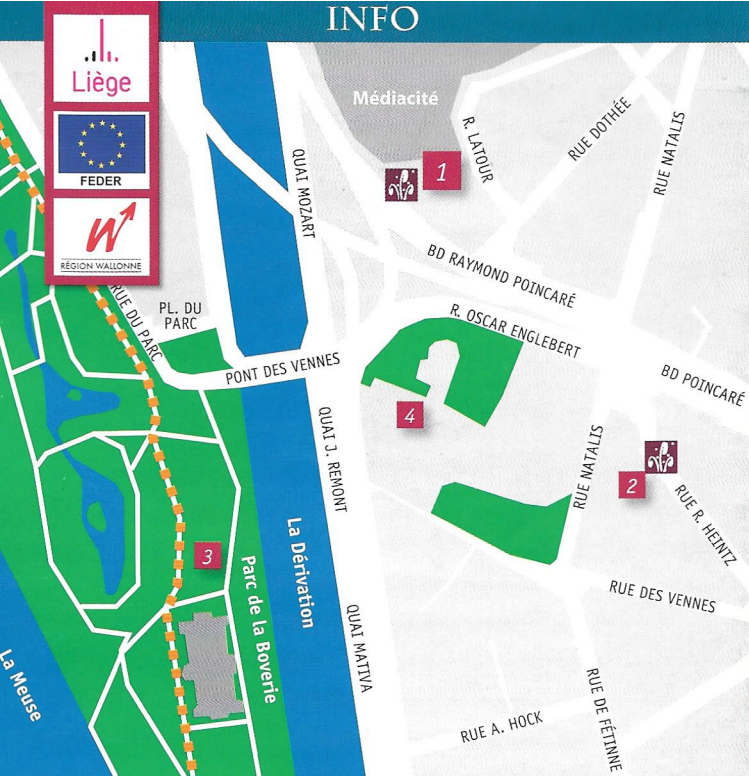 INFO
Liège
FEDER
RÉGION WALLONNE
Médiacité
1
R. LATOUR
RUE DOTHÉE
RUE NATALIS
QUAI MOZART
BD RAYMOND POINCARÉ
PL. DU
PARC
RUE DU PARC
R. OSCAR ENGLEBERT
PONT DES VENNES
BD POINCARÉ
4
QUAI J. REMONT
RUE NATALIS
2
RUE R. HEINTZ
La Dérivation
3
Parc de la Boverie
RUE DES VENNES
QUAI MATIVA
La Meuse
RUE A. HOCK
RUE DE FÉTINNE